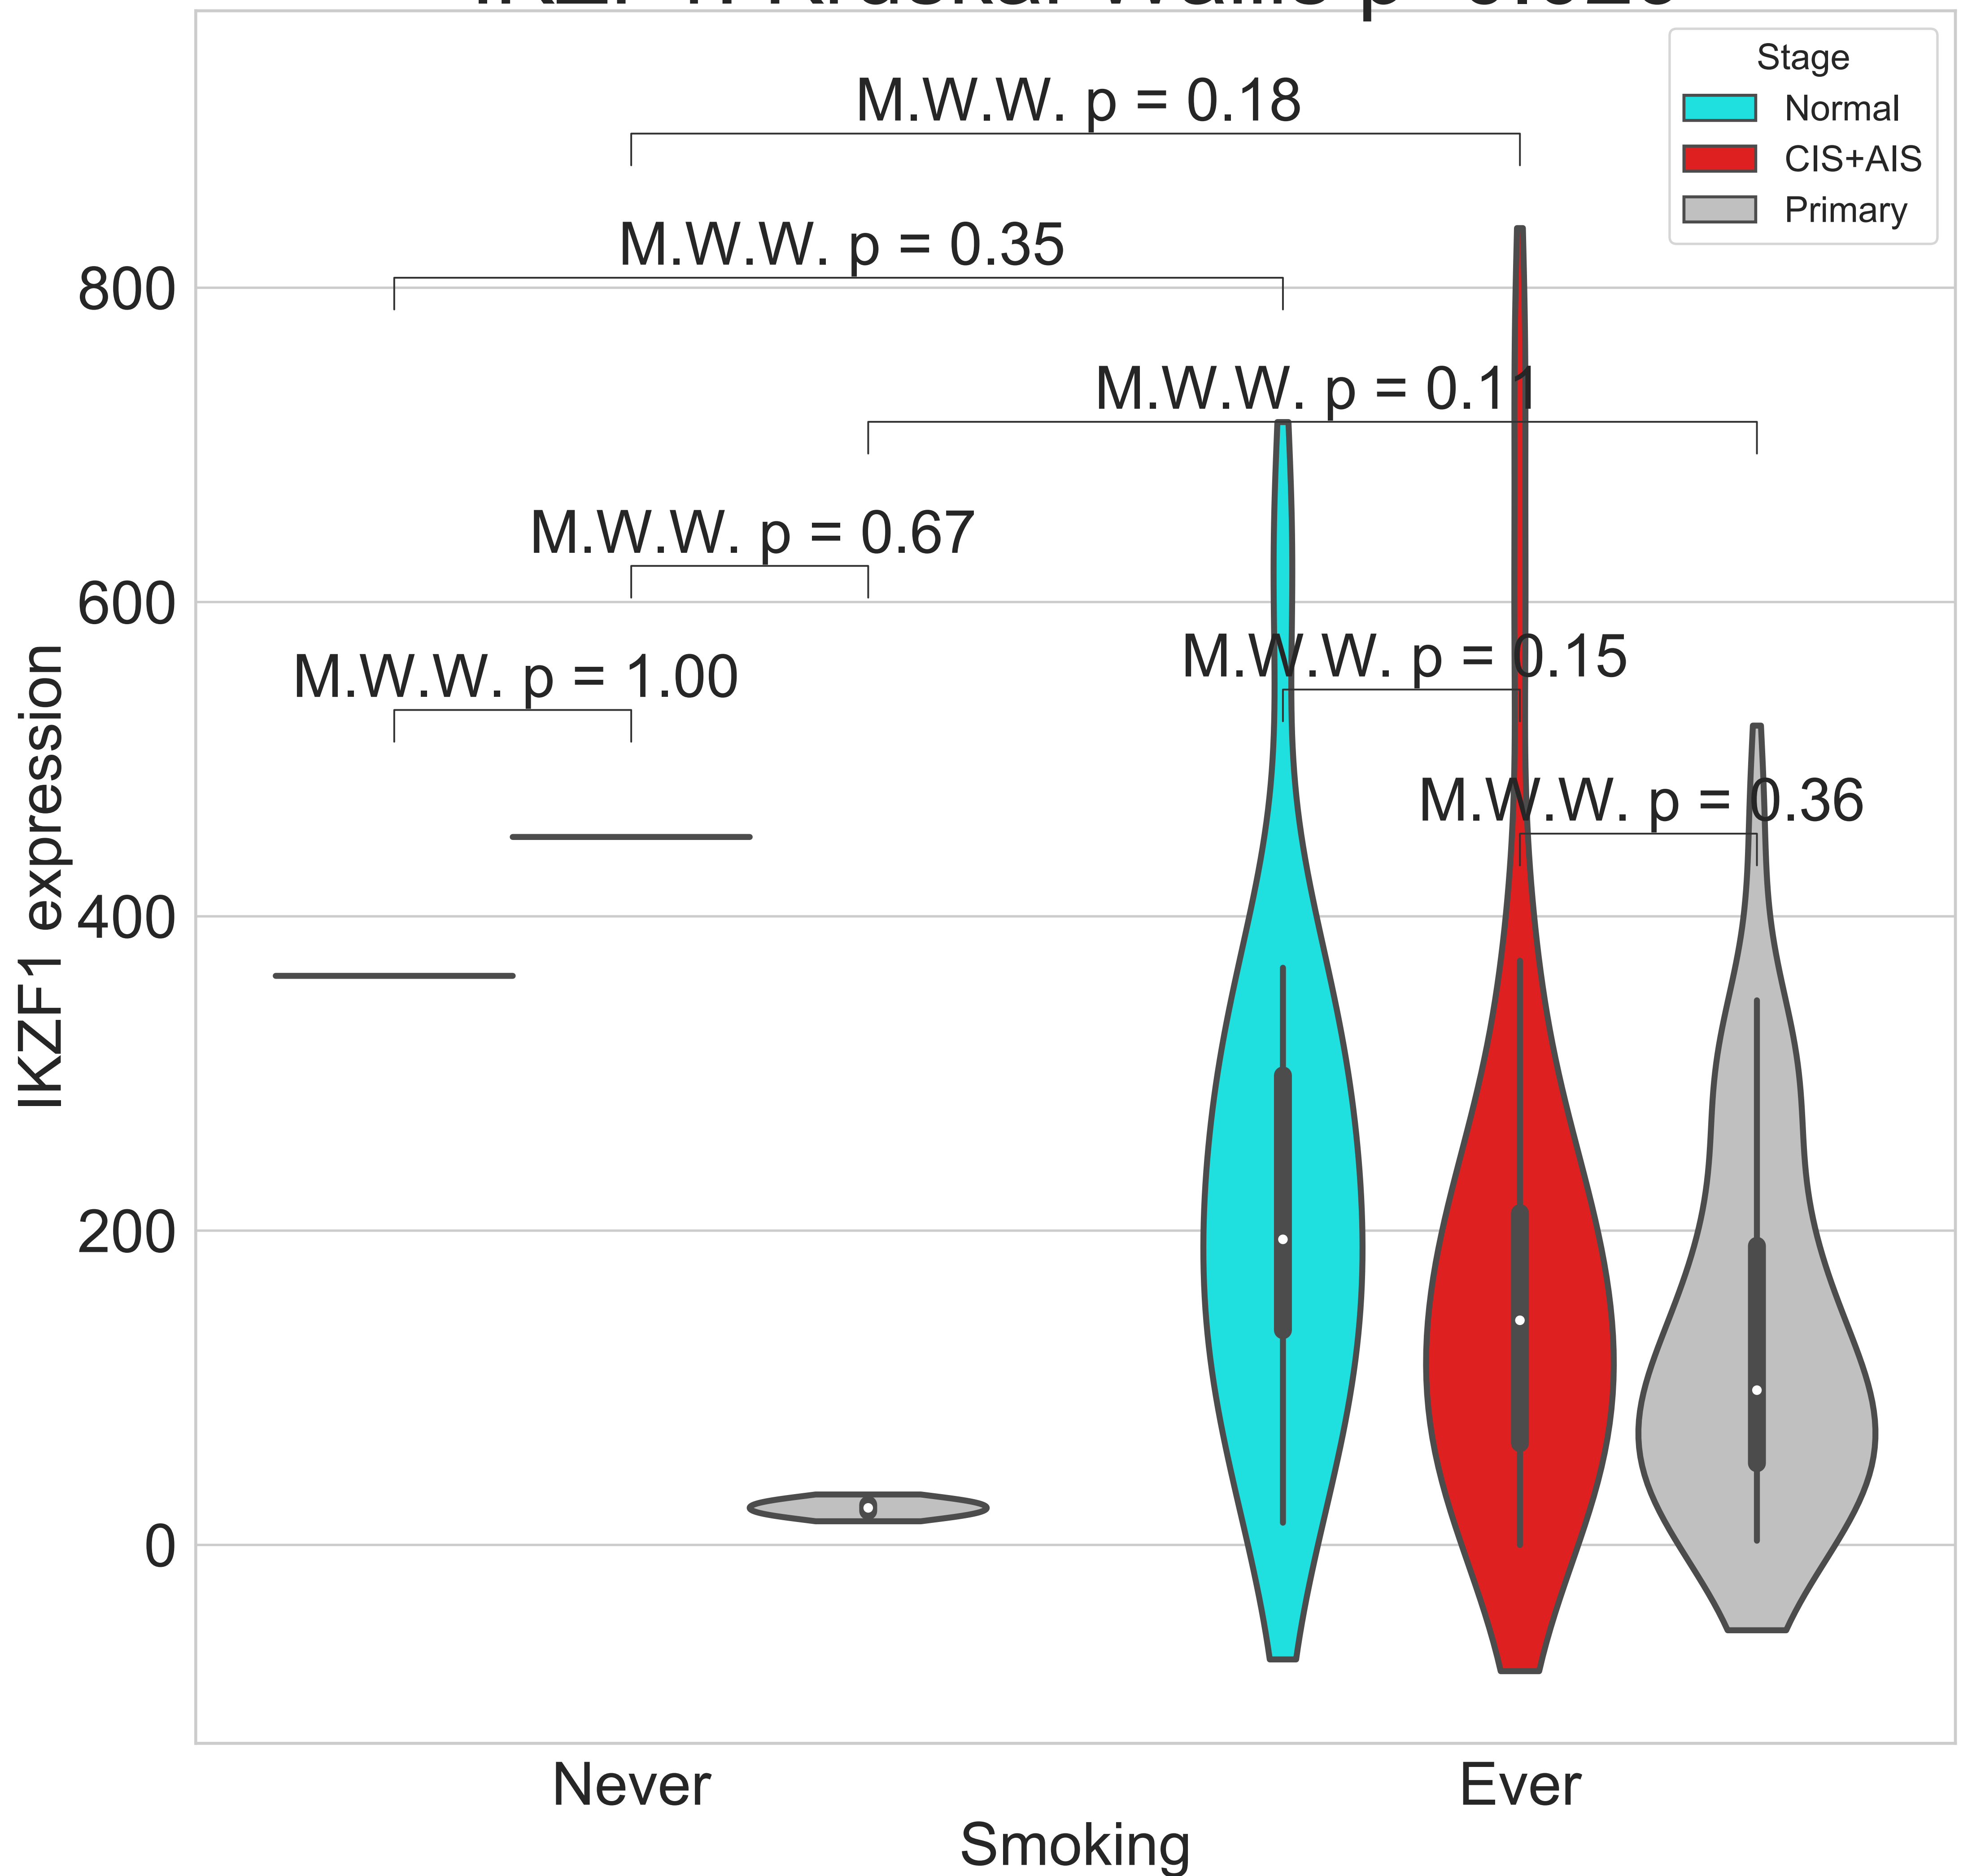 Stage
Normal
CIS+AIS
Primary
M.W.W. p = 0.18
M.W.W. p = 0.35
M.W.W. p = 0.11
M.W.W. p = 0.67
M.W.W. p = 0.15
M.W.W. p = 1.00
M.W.W. p = 0.36
800
600
400
200
0
IKZF1 expression
Never
Ever
Smoking